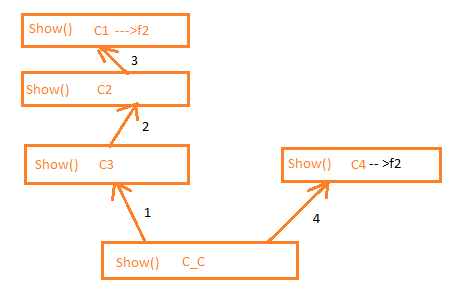 Show() C1 --->f2
3
Show() C2
2
Show() C3
Show() C4 -- >f2
1
4
Show() C_C